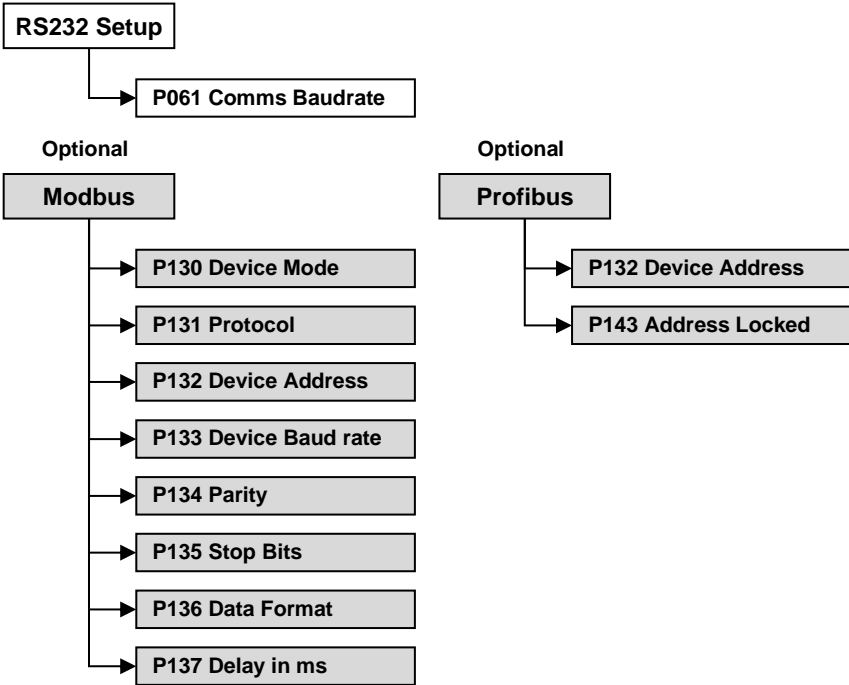 RS232 Setup
P061 Comms Baudrate
Optional
Modbus
P130 Device Mode
P131 Protocol
P132 Device Address
P133 Device Baud rate
P134 Parity
P135 Stop Bits
P136 Data Format
P137 Delay in ms
Optional
Profibus
P132 Device Address
P143 Address Locked